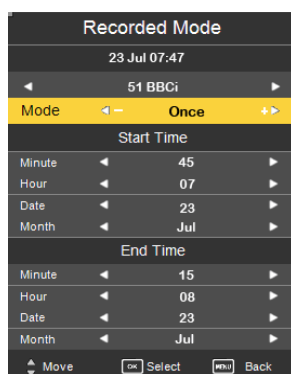 Recorded Mode
23 Jul 07:47
51 BBCi
Mode − Once +
Start Time
Minute 45
Hour 07
Date 23
Month Jul
End Time
Minute 15
Hour 08
Date 23
Month Jul
Move OK Select MENU Back